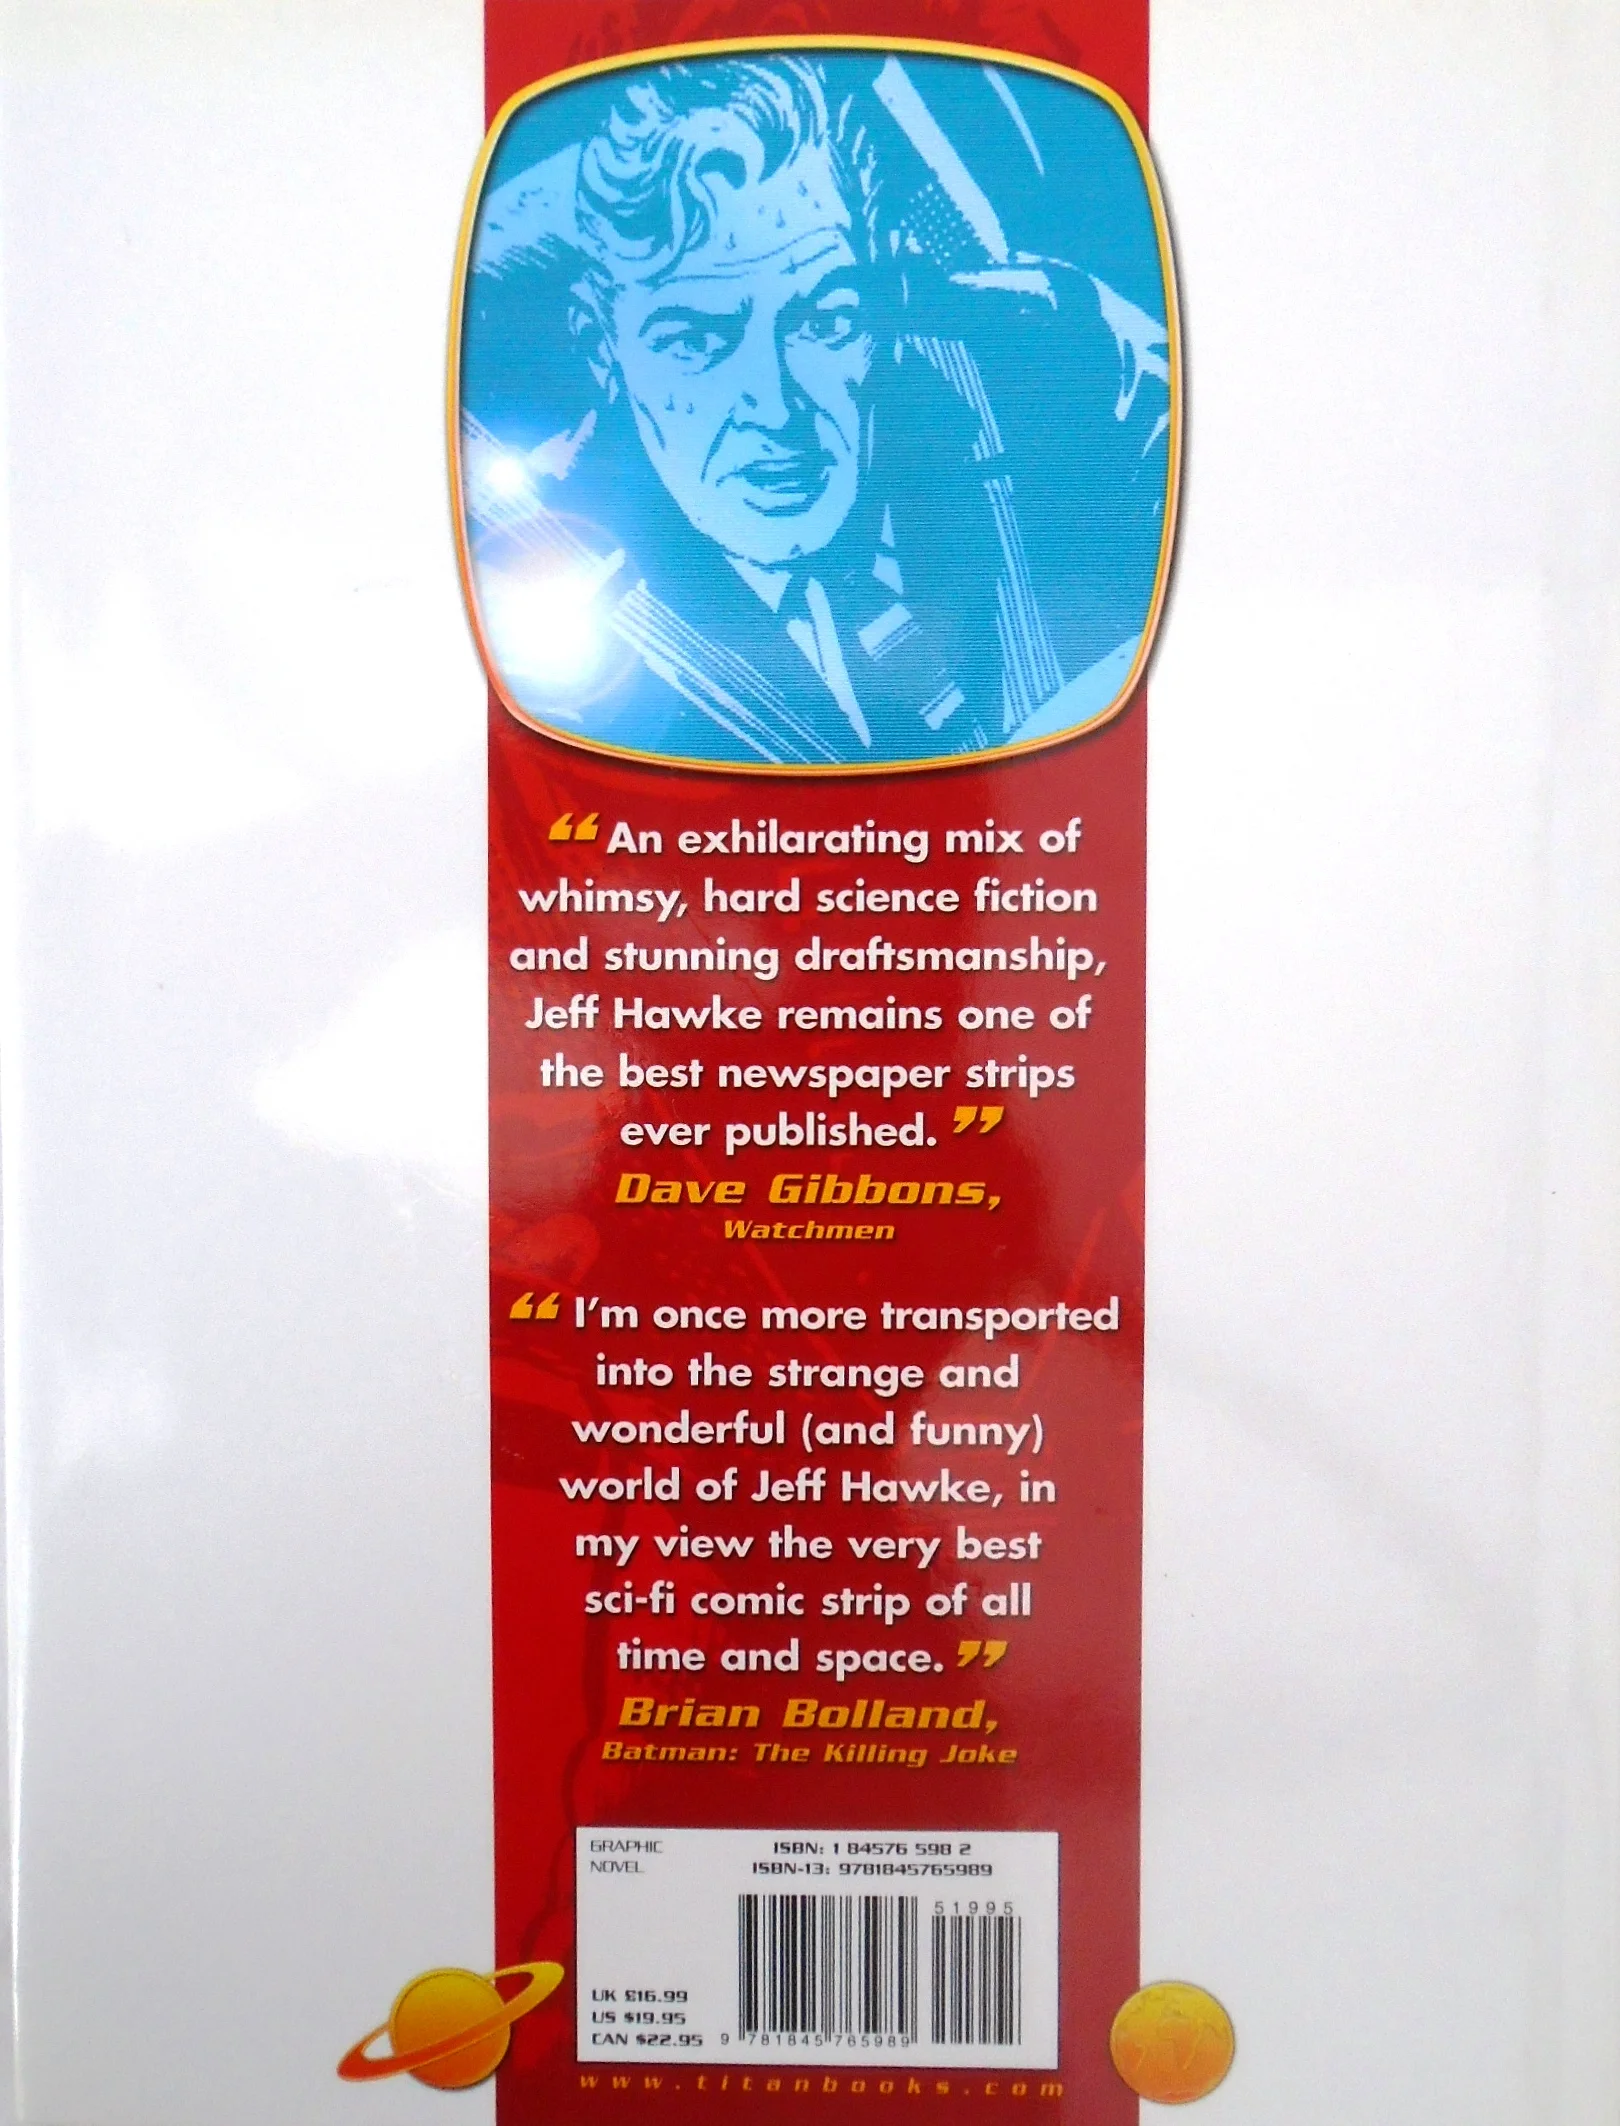 “ An exhilarating mix of
whimsy, hard science fiction
and stunning draftsmanship,
Jeff Hawke remains one of
the best newspaper strips
ever published. ”
Dave Gibbons,
Watchmen
“ I’m once more transported
into the strange and
wonderful (and funny)
world of Jeff Hawke, in
my view the very best
sci-fi comic strip of all
time and space. ”
Brian Bolland,
Batman: The Killing Joke
GRAPHIC
NOVEL
ISBN: 1 84576 598 2
ISBN-13: 9781845765989
51995
UK £16.99
US $19.95
CAN $22.95
9 781845 765989
www.titanbooks.com